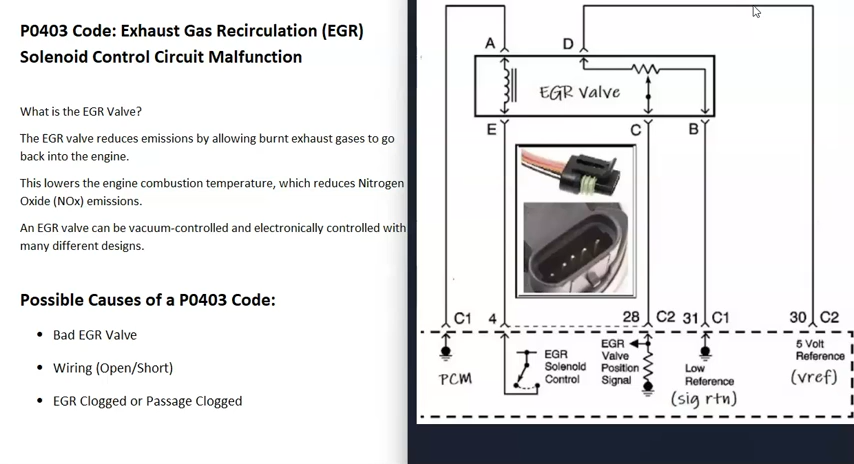 P0403 Code: Exhaust Gas Recirculation (EGR)
Solenoid Control Circuit Malfunction
What is the EGR Valve?
The EGR valve reduces emissions by allowing burnt exhaust gases to go
back into the engine.
This lowers the engine combustion temperature, which reduces Nitrogen
Oxide (NOx) emissions.
An EGR valve can be vacuum-controlled and electronically controlled with
many different designs.
Possible Causes of a P0403 Code:
• Bad EGR Valve
• Wiring (Open/Short)
• EGR Clogged or Passage Clogged
A D
EGR Valve
E C B
C1 4 28 C2 31 C1 30 C2
PCM
EGR
Solenoid
Control
EGR
Valve
Position
Signal
Low
Reference
(sig rtn)
5 Volt
Reference
(vref)